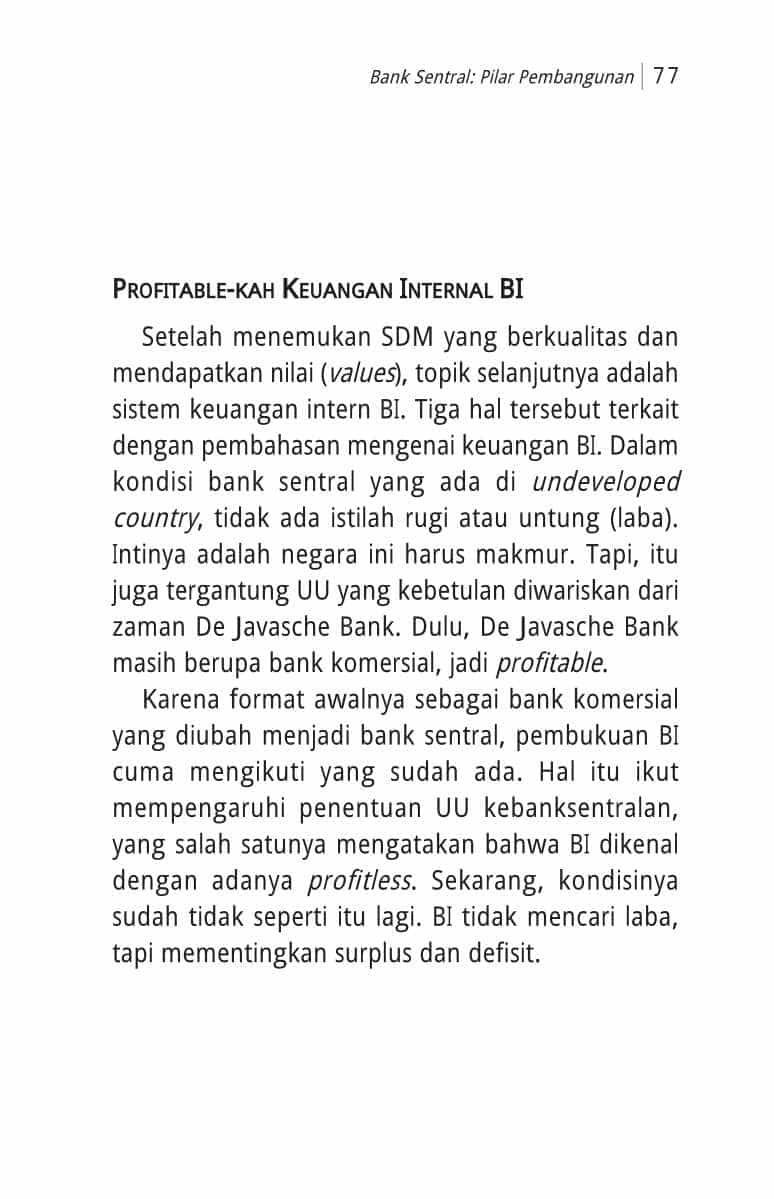 Bank Sentral: Pilar Pembangunan | 77
PROFITABLE-KAH KEUANGAN INTERNAL BI
Setelah menemukan SDM yang berkualitas dan
mendapatkan nilai (values), topik selanjutnya adalah
sistem keuangan intern BI. Tiga hal tersebut terkait
dengan pembahasan mengenai keuangan BI. Dalam
kondisi bank sentral yang ada di undeveloped
country, tidak ada istilah rugi atau untung (laba).
Intinya adalah negara ini harus makmur. Tapi, itu
juga tergantung UU yang kebetulan diwariskan dari
zaman De Javasche Bank. Dulu, De Javasche Bank
masih berupa bank komersial, jadi profitable.
Karena format awalnya sebagai bank komersial
yang diubah menjadi bank sentral, pembukuan BI
cuma mengikuti yang sudah ada. Hal itu ikut
mempengaruhi penentuan UU kebanksentralan,
yang salah satunya mengatakan bahwa BI dikenal
dengan adanya profitless. Sekarang, kondisinya
sudah tidak seperti itu lagi. BI tidak mencari laba,
tapi mementingkan surplus dan defisit.